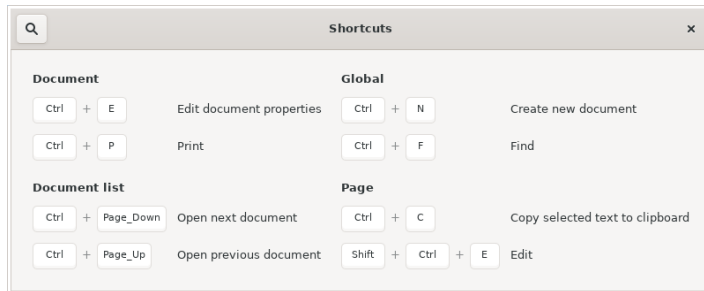 Shortcuts
Document
Ctrl + E Edit document properties
Ctrl + P Print
Global
Ctrl + N Create new document
Ctrl + F Find
Document list
Ctrl + Page_Down Open next document
Ctrl + Page_Up Open previous document
Page
Ctrl + C Copy selected text to clipboard
Shift + Ctrl + E Edit